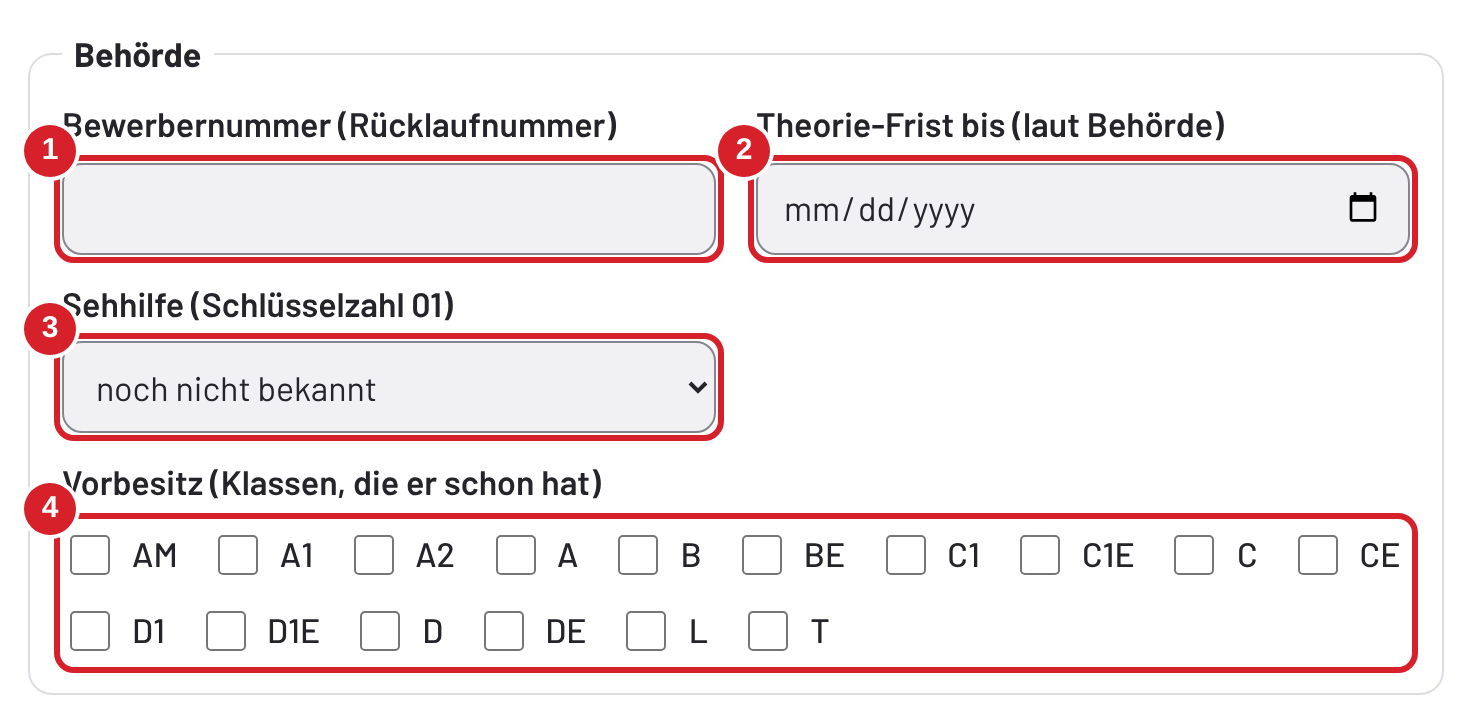 Behörde
Bewerbernummer (Rücklaufnummer)
Theorie-Frist bis (laut Behörde)
1
2
mm/dd/yyyy
Sehhilfe (Schlüsselzahl 01)
3
noch nicht bekannt
Vorbesitz (Klassen, die er schon hat)
4
AM A1 A2 A B BE C1 C1E C CE
D1 D1E D DE L T